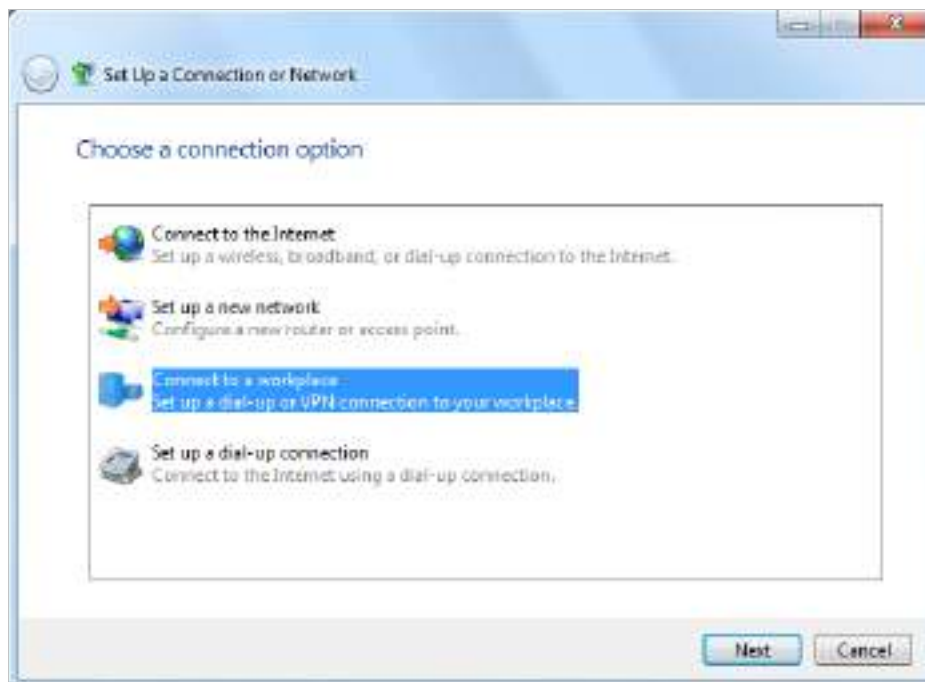 Set Up a Connection or Network
Choose a connection option
Connect to the Internet
Set up a wireless, broadband, or dial-up connection to the Internet.
Set up a new network
Configure a new router or access point.
Connect to a workplace
Set up a dial-up or VPN connection to your workplace.
Set up a dial-up connection
Connect to the Internet using a dial-up connection.
Next
Cancel